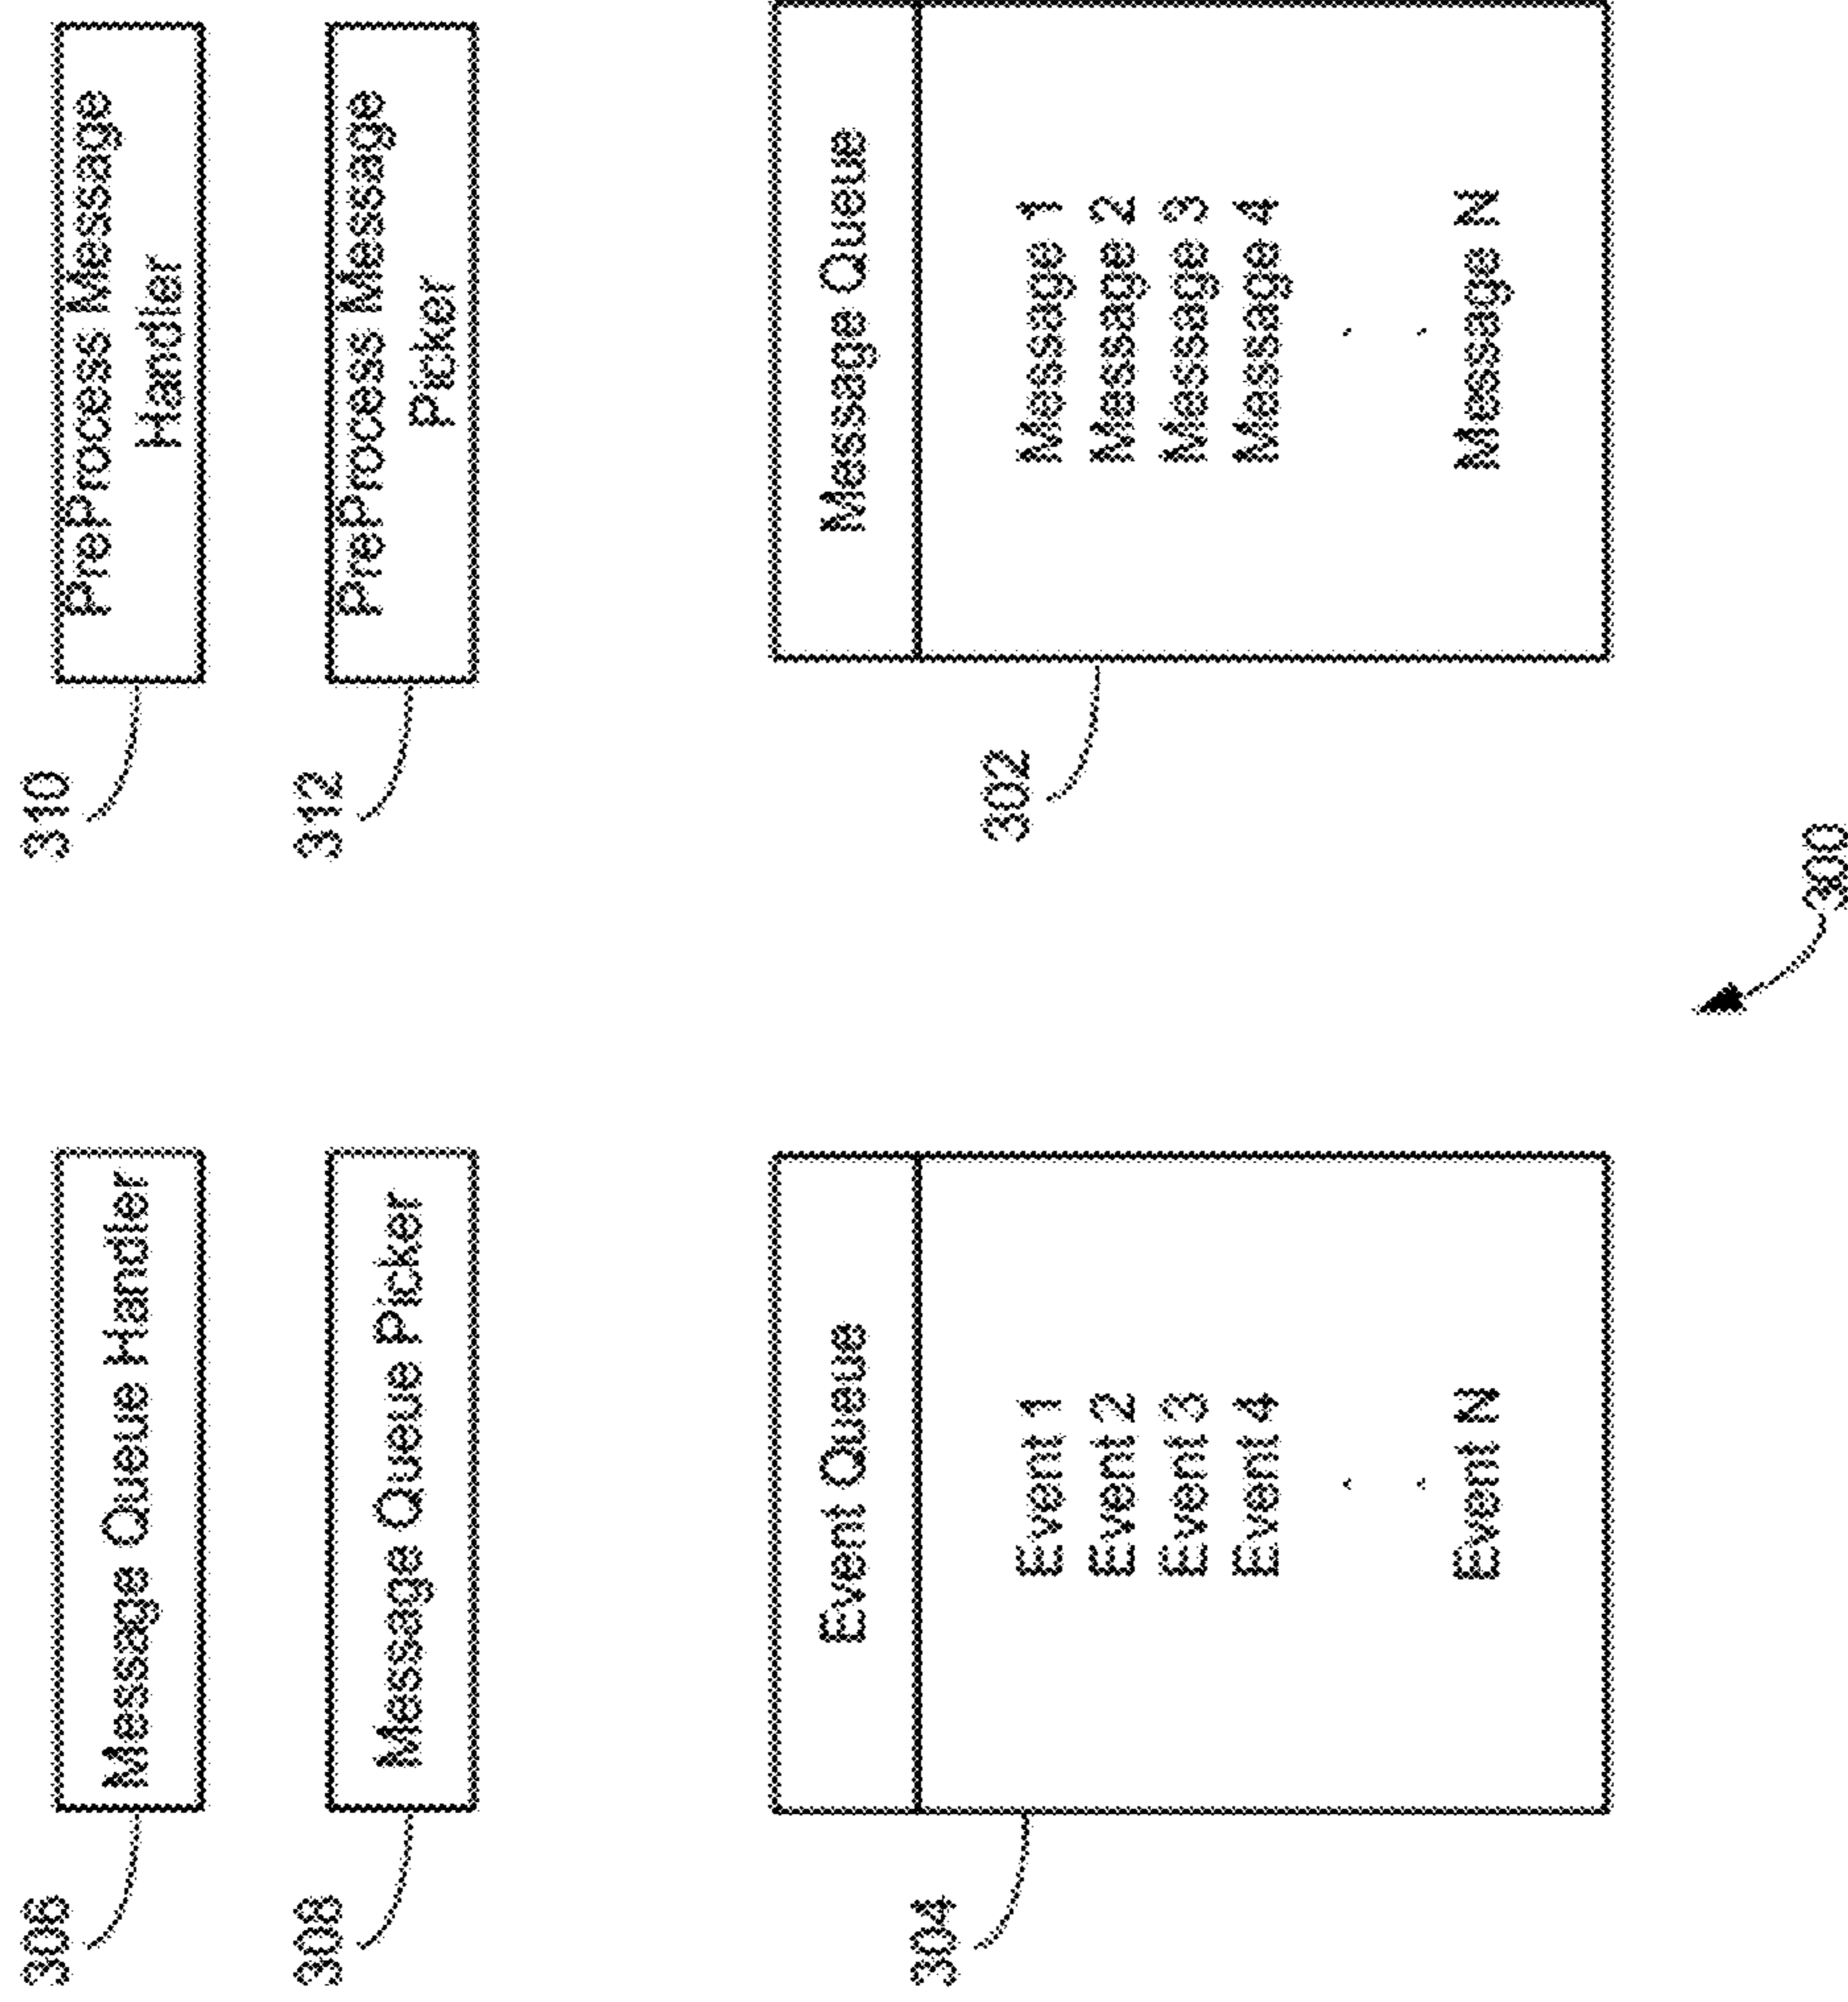 306
Message Queue Handler
310
PreProcess Message
Handler
308
Message Queue Picker
312
PreProcess Message
Picker
304
Event Queue
Event 1
Event 2
Event 3
Event 4
.
.
Event N
302
Message Queue
Message 1
Message 2
Message 3
Message 4
.
.
Message N
300